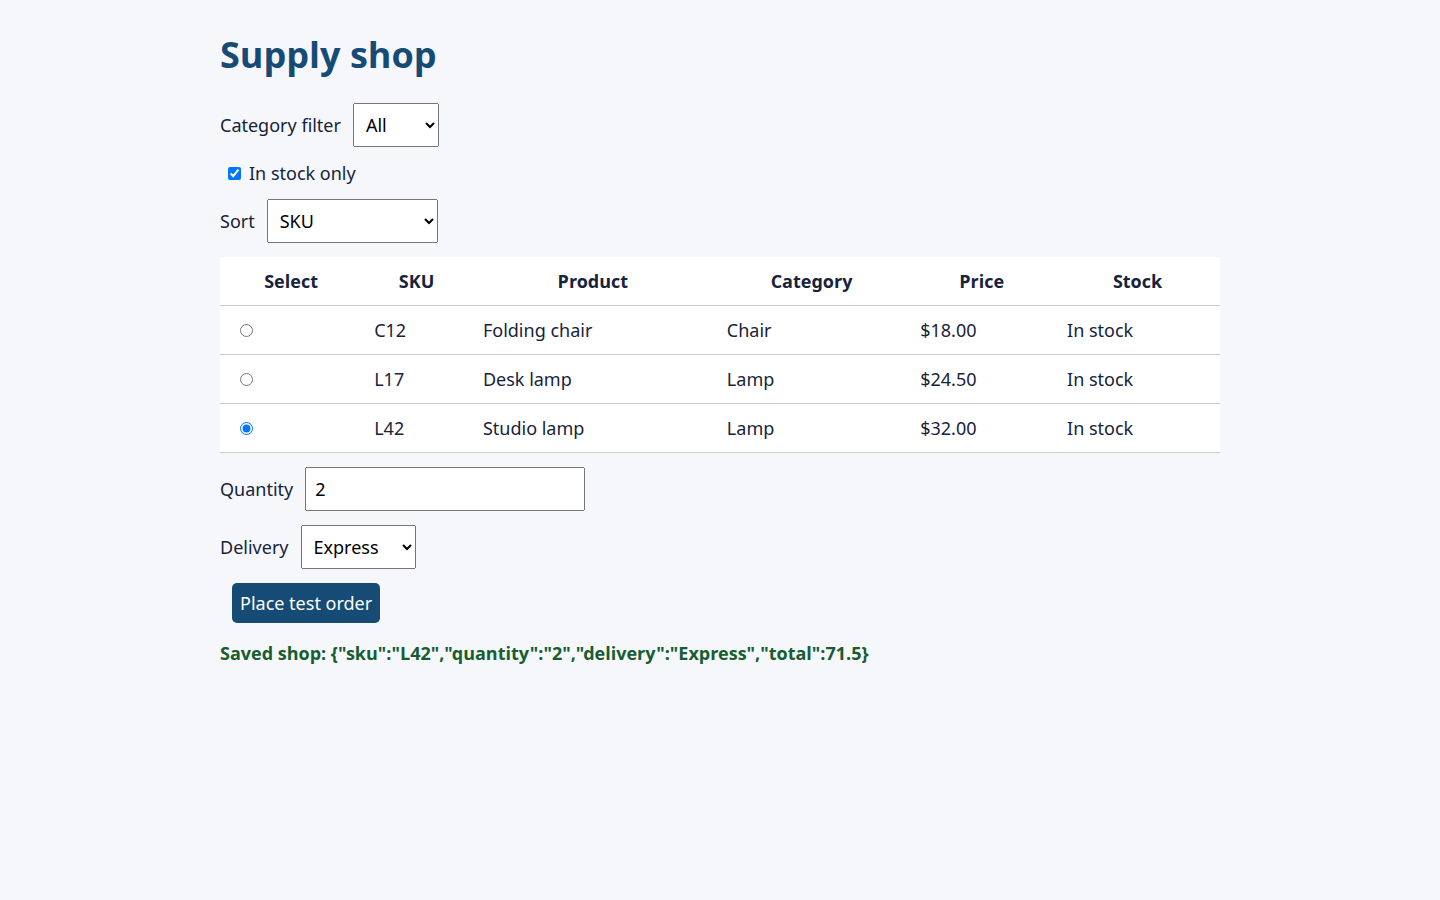 Supply shop
Category filter All
In stock only
Sort SKU
Select SKU Product Category Price Stock
C12 Folding chair Chair $18.00 In stock
L17 Desk lamp Lamp $24.50 In stock
L42 Studio lamp Lamp $32.00 In stock
Quantity 2
Delivery Express
Place test order
Saved shop: {"sku":"L42","quantity":"2","delivery":"Express","total":71.5}